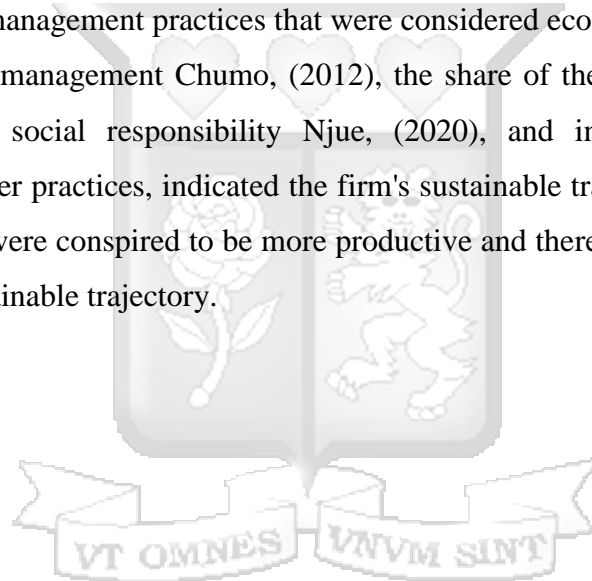 management practices that were considered eco
management Chumo, (2012), the share of the
social responsibility Njue, (2020), and in
er practices, indicated the firm's sustainable tra
were conspired to be more productive and there
ainable trajectory.
VT OMNES VNVM SINT